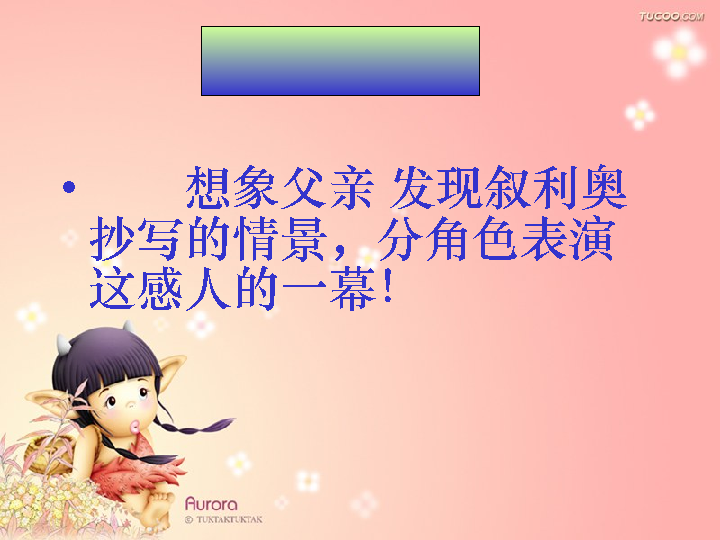 TUCOO.COM
• 想象父亲 发现叙利奥
抄写的情景，分角色表演
这感人的一幕！
Aurora
© TUKTAKTUKTAK